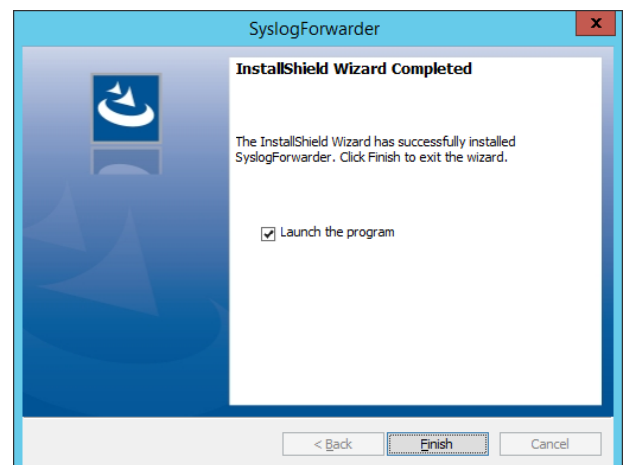 SyslogForwarder
x
InstallShield Wizard Completed
The InstallShield Wizard has successfully installed
SyslogForwarder. Click Finish to exit the wizard.
Launch the program
< Back
Finish
Cancel